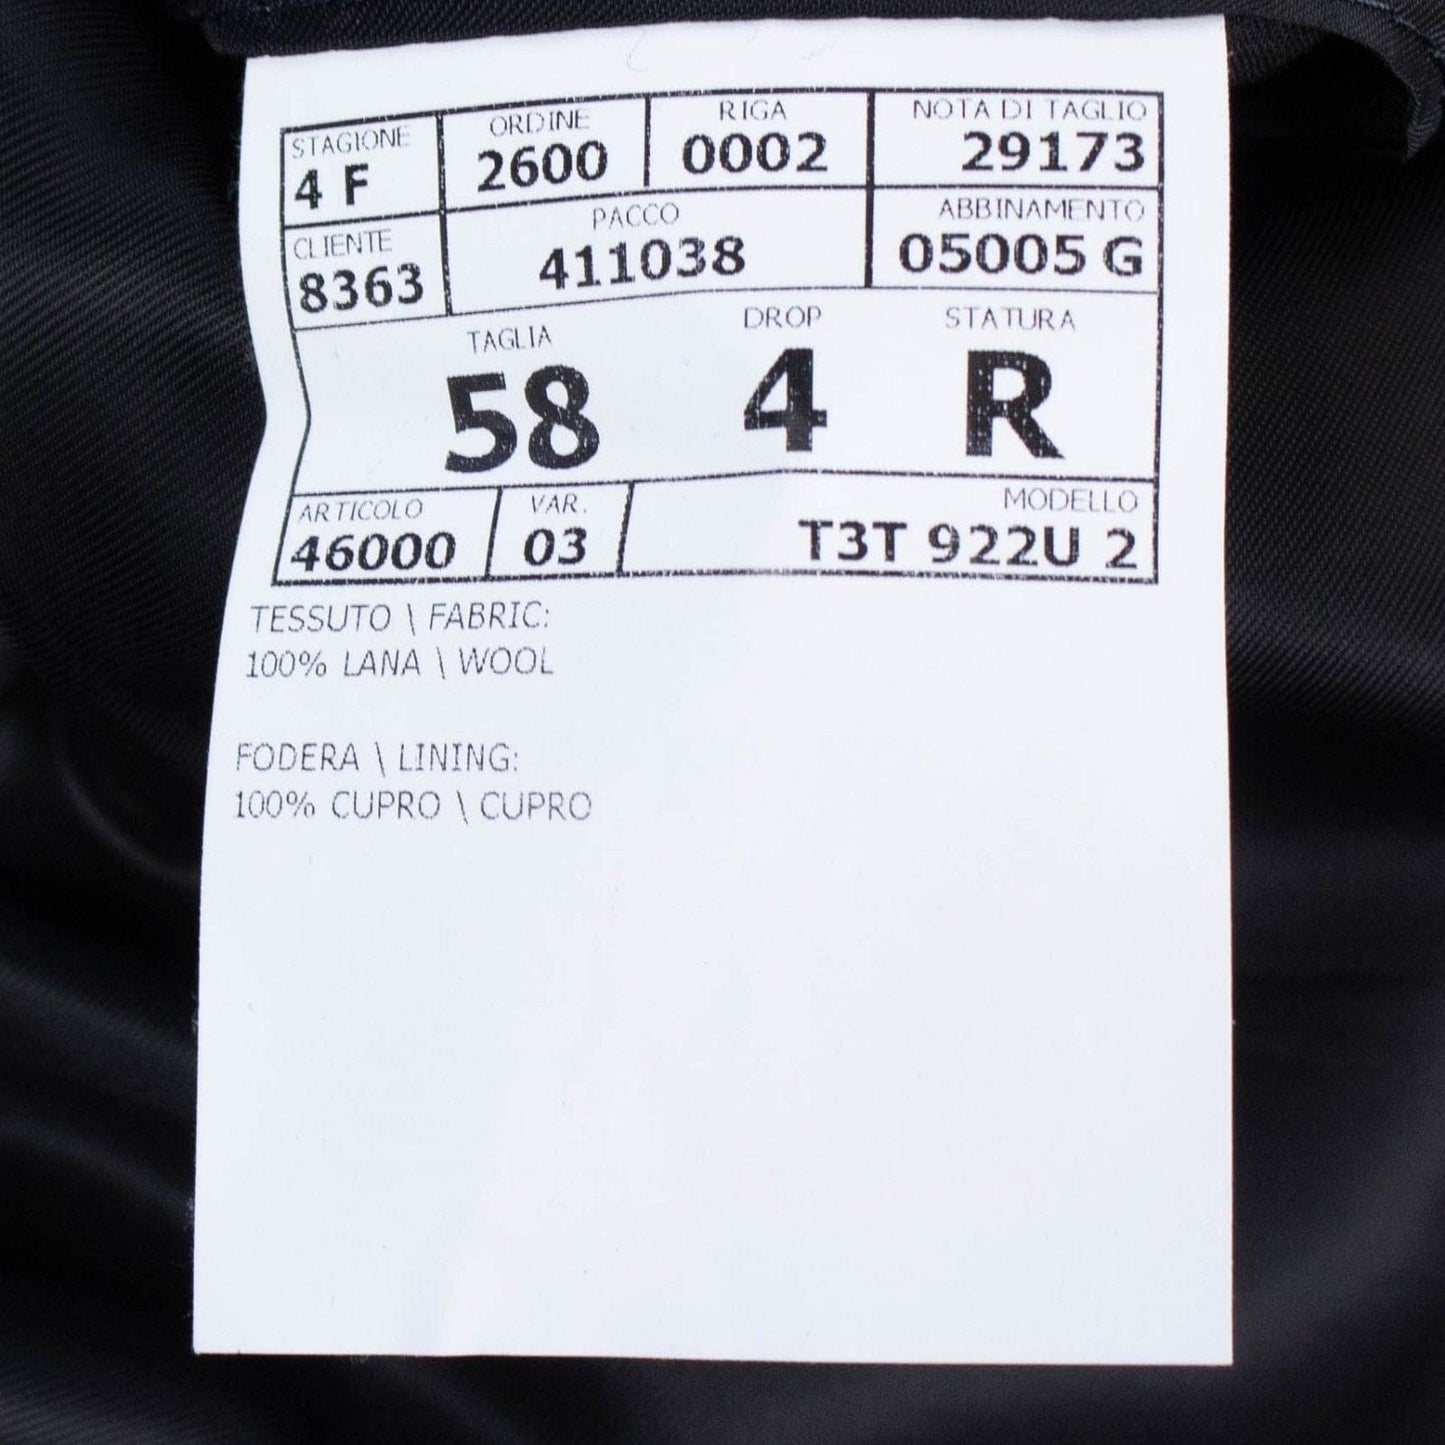 STAGIONE ORDINE RIGA NOTA DI TAGLIO
4 F 2600 0002 29173
CLIENTE PACCO ABBINAMENTO
8363 411038 05005 G
TAGLIA DROP STATURA
58 4 R
ARTICOLO VAR. MODELLO
46000 03 T3T 922U 2
TESSUTO \ FABRIC:
100% LANA \ WOOL
FODERA \ LINING:
100% CUPRO \ CUPRO